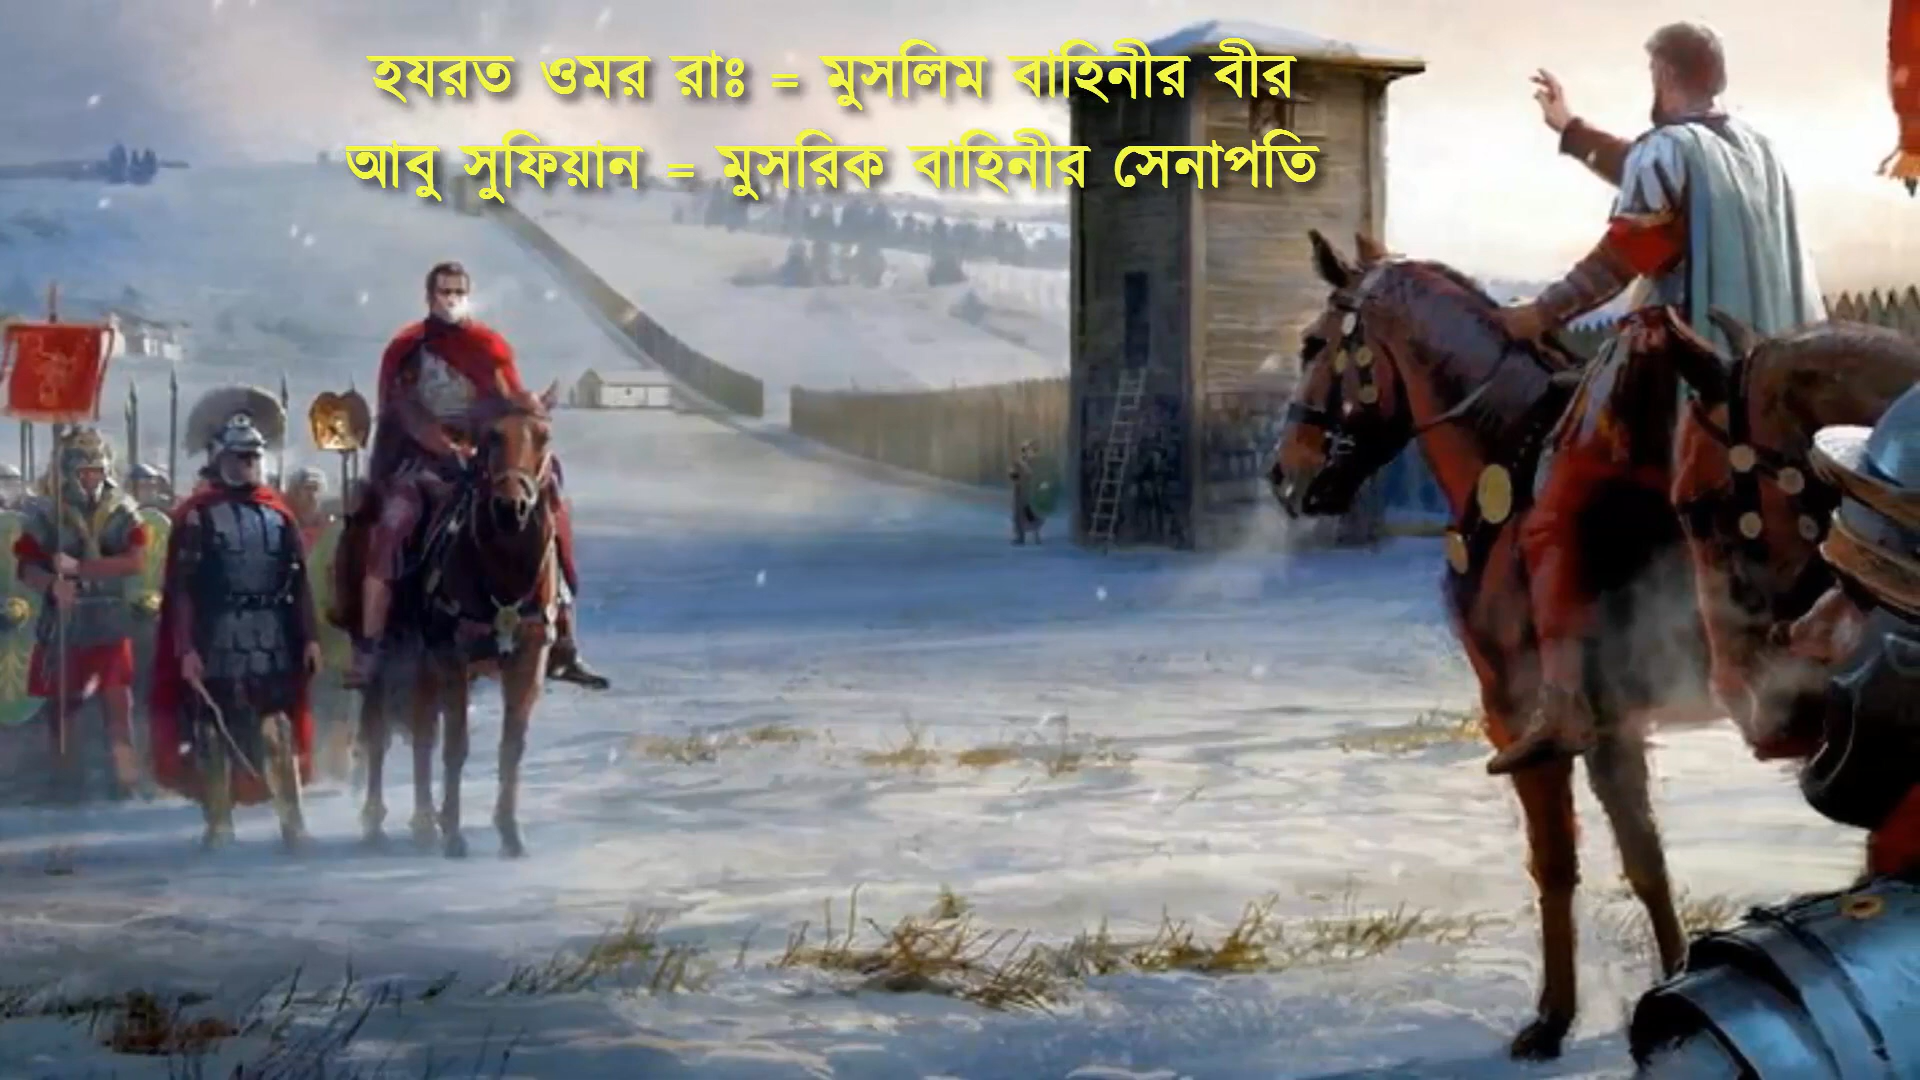 হযরত ওমর রাঃ = মুসলিম বাহিনীর বীর
আবু সুফিয়ান = মুসরিক বাহিনীর সেনাপতি